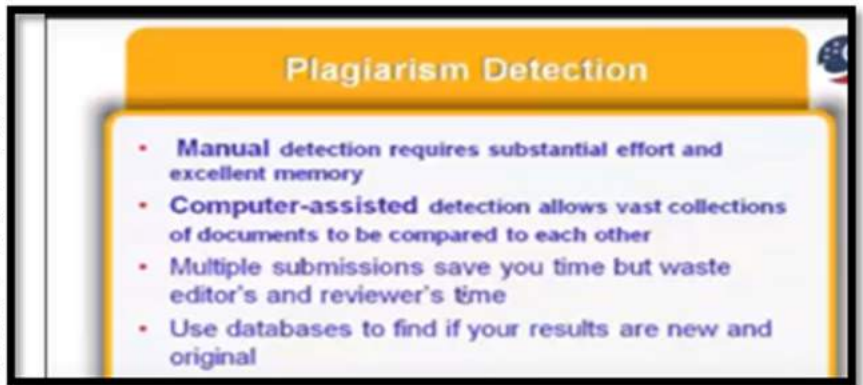 Plagiarism Detection
• Manual detection requires substantial effort and
excellent memory
• Computer-assisted detection allows vast collections
of documents to be compared to each other
• Multiple submissions save you time but waste
editor's and reviewer's time
• Use databases to find if your results are new and
original